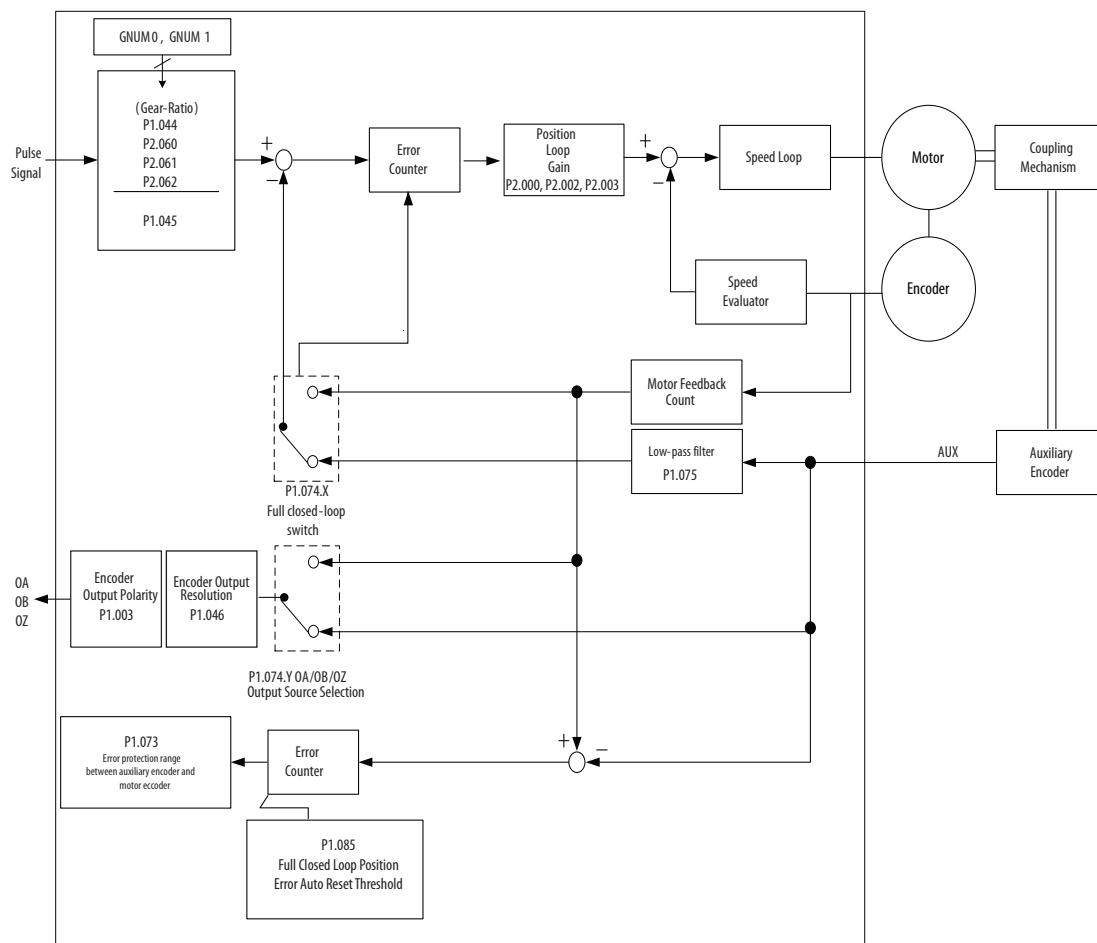 GNUM0 , GNUM 1
(Gear-Ratio)
P1.044
P2.060
P2.061
P2.062
P1.045
Pulse
Signal
+
−
Error
Counter
Position
Loop
Gain
P2.000, P2.002, P2.003
+
−
Speed Loop
Motor
Coupling
Mechanism
Speed
Evaluator
Encoder
Motor Feedback
Count
Low-pass filter
P1.075
AUX
Auxiliary
Encoder
P1.074.X
Full closed-loop
switch
OA
OB
OZ
Encoder
Output Polarity
P1.003
Encoder Output
Resolution
P1.046
P1.074.Y OA/OB/OZ
Output Source Selection
P1.073
Error protection range
between auxiliary encoder and
motor eccoder
Error
Counter
+
−
P1.085
Full Closed Loop Position
Error Auto Reset Threshold